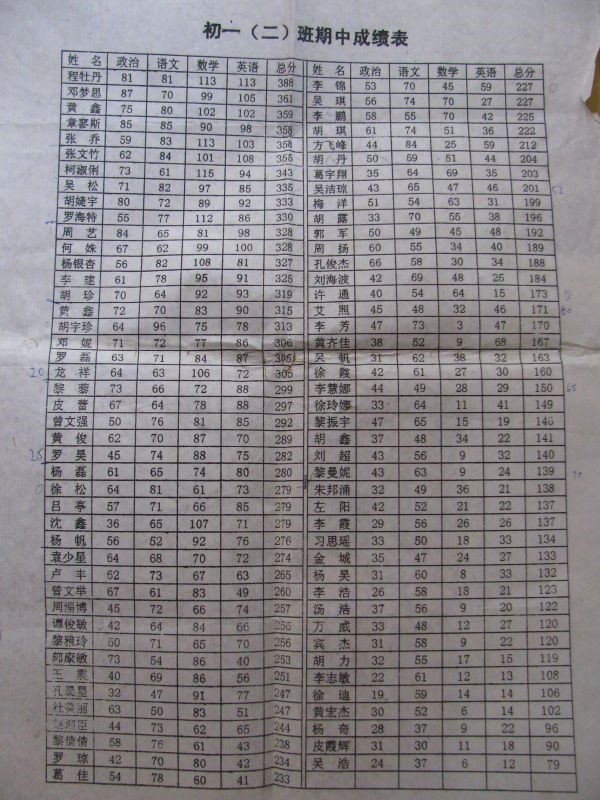 初一（二）班期中成绩表
姓名 政治 语文 数学 英语 总分
程牡丹 81 81 113 113 388
邓梦思 87 70 99 105 361
黄鑫 75 80 102 102 359
章寥斯 85 85 90 98 358
张乔 59 83 113 103 358
张文竹 62 84 101 108 355
柯淑俐 73 61 115 94 343
吴松 71 82 97 85 335
胡婕宇 80 72 89 92 333
罗海特 55 77 112 86 330
周艺 84 65 81 98 328
何姝 67 62 99 100 328
杨银杏 56 82 108 81 327
李建 61 78 95 91 325
胡珍 70 64 92 93 319
黄鑫 72 70 83 90 315
胡宇珍 64 96 75 78 313
邓妮 71 72 77 86 306
罗磊 63 71 84 87 305
龙祥 64 63 106 72 305
黎藜 73 66 72 88 299
皮蕾 67 64 78 88 297
曾文强 50 76 81 85 292
黄俊 62 70 87 70 289
罗昊 45 74 88 75 282
杨磊 61 65 74 80 280
徐松 64 81 61 73 279
吕亭 57 71 66 85 279
沈鑫 36 65 107 71 279
杨帆 56 52 92 76 276
袁少星 64 68 70 72 274
卢丰 62 73 67 63 265
曾文举 67 61 83 49 260
周淄博 45 72 66 74 257
谭俊敏 42 64 84 66 256
黎雅玲 50 71 65 70 256
糜敏 73 54 86 40 253
王震 40 69 86 56 251
孔晨星 32 47 91 77 247
杜美丽 63 50 83 51 247
44 73 62 65 244
黎倩倩 58 76 61 43 238
罗琼 42 70 80 42 234
葛佳 54 78 60 41 233
姓名 政治 语文 数学 英语 总分
李锦 53 70 45 59 227
吴琪 56 74 70 27 227
李鹏 58 55 70 42 225
胡琪 61 74 51 36 222
方飞峰 44 84 25 59 212
胡丹 50 59 51 44 204
葛宇翔 35 64 69 35 203
吴洁琼 43 65 47 46 201
梅洋 51 54 63 31 199
胡露 33 70 55 38 196
郭军 50 49 45 48 192
周扬 60 55 34 40 189
孔俊杰 66 58 30 34 188
刘海波 42 69 48 25 184
许通 40 54 64 15 173
艾照 45 48 32 46 171
李芳 47 73 3 47 170
黄齐佳 38 52 9 68 167
吴帆 31 62 38 32 163
徐霞 42 61 27 30 160
李慧娜 44 49 28 29 150
徐玲娜 33 64 11 41 149
黎振宇 47 65 15 19 146
胡鑫 37 48 34 22 141
刘超 43 56 9 32 140
黎曼妮 43 63 9 24 139
朱邦涌 32 49 36 21 138
左阳 42 52 21 22 137
李霞 29 56 26 26 137
习思瑶 33 50 18 33 134
金城 35 47 24 27 133
杨昊 31 60 8 33 132
李浩 26 58 18 21 123
汤浩 37 56 9 20 122
万威 33 48 12 27 120
宾杰 31 58 9 22 120
胡力 32 55 17 15 119
李志敏 22 61 12 13 108
徐迪 19 59 14 14 106
黄宏杰 30 52 6 14 102
杨奇 28 37 9 22 96
皮霞辉 31 30 11 18 90
吴浩 24 37 6 12 79